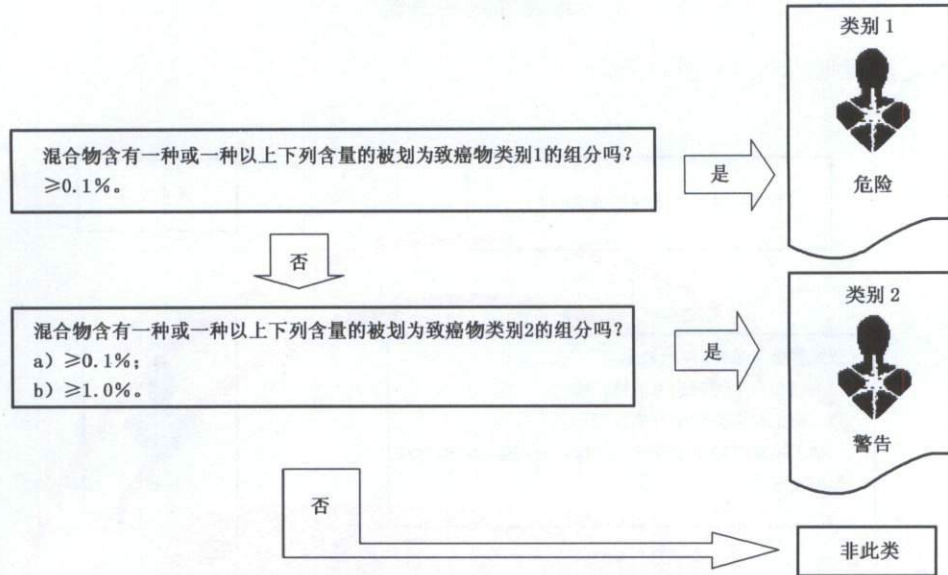 类别 1
危险
混合物含有一种或一种以上下列含量的被划为致癌物类别1的组分吗?
≥0.1%。
是
否
类别 2
警告
混合物含有一种或一种以上下列含量的被划为致癌物类别2的组分吗?
a) ≥0.1%;
b) ≥1.0%。
是
否
非此类